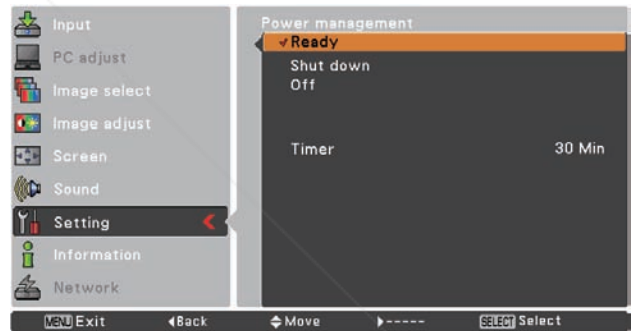 Input
PC adjust
Image select
Image adjust
Screen
Sound
Setting
Information
Network
Power management
Ready
Shut down
Off
Timer 30 Min
MENU Exit Back Move ----- SELECT Select